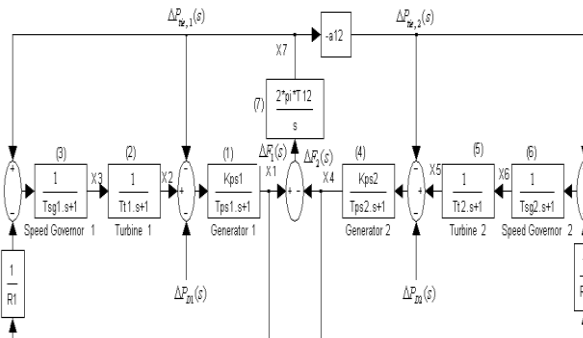 ΔP_tie,1(s)
ΔP_tie,2(s)
X7
-a12
(7)
2*pi*T12
s
ΔF_1(s)
ΔF_2(s)
(3)
(2)
(1)
(4)
(5)
(6)
+
-
+
-
-
+
-
1
Tsg1.s+1
X3
1
Tt1.s+1
X2
+
-
-
Kps1
Tps1.s+1
X1
+ -
X4
Kps2
Tps2.s+1
X5
1
Tt2.s+1
X6
1
Tsg2.s+1
Speed Governor 1
Turbine 1
Generator 1
Generator 2
Turbine 2
Speed Governor 2
1
R1
ΔP_D1(s)
ΔP_D2(s)